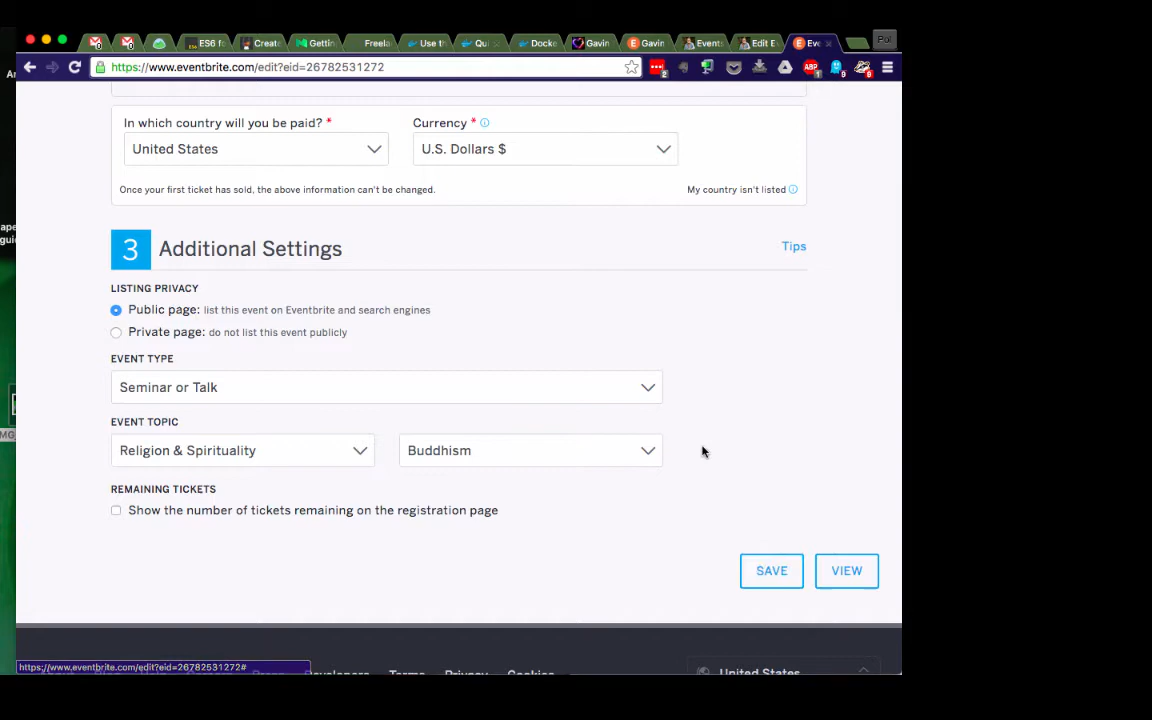 ES6 fo
Create
Gettin
Freela
Use th
Qui
Docke
Gavin
Gavin
Events
Edit E
Eve
Pol
https://www.eventbrite.com/edit?eid=26782531272
In which country will you be paid? *
Currency *
United States
U.S. Dollars $
Once your first ticket has sold, the above information can't be changed.
My country isn't listed
3 Additional Settings
Tips
LISTING PRIVACY
Public page: list this event on Eventbrite and search engines
Private page: do not list this event publicly
EVENT TYPE
Seminar or Talk
EVENT TOPIC
Religion & Spirituality
Buddhism
REMAINING TICKETS
Show the number of tickets remaining on the registration page
SAVE
VIEW
https://www.eventbrite.com/edit?eid=26782531272#
Developers
Terms
Privacy
Cookies
United States